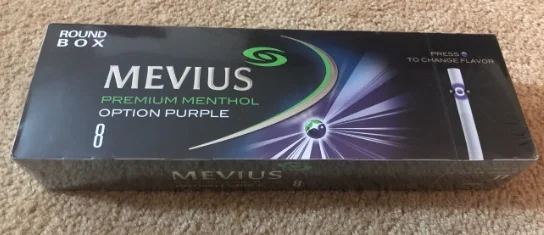 ROUND
BOX
MEVIUS
PREMIUM MENTHOL
OPTION PURPLE
8
PRESS
TO CHANGE FLAVOR
MEVIUS
8